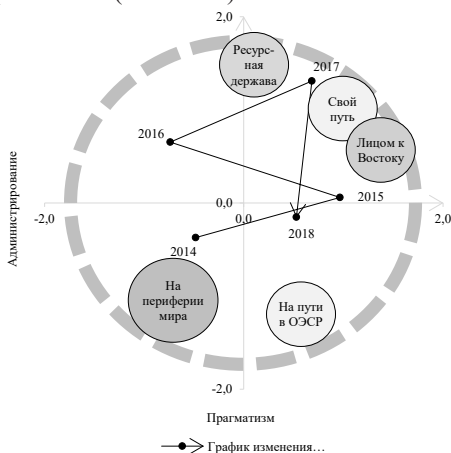 2,0
Ресурс-
ная
держава
2017
Свой
путь
2016
Лицом к
Востоку
Администрирование
-2,0
0,0
0,0
2015
2,0
2018
2014
На
периферии
мира
На пути
в ОЭСР
-2,0
Прагматизм
График изменения…